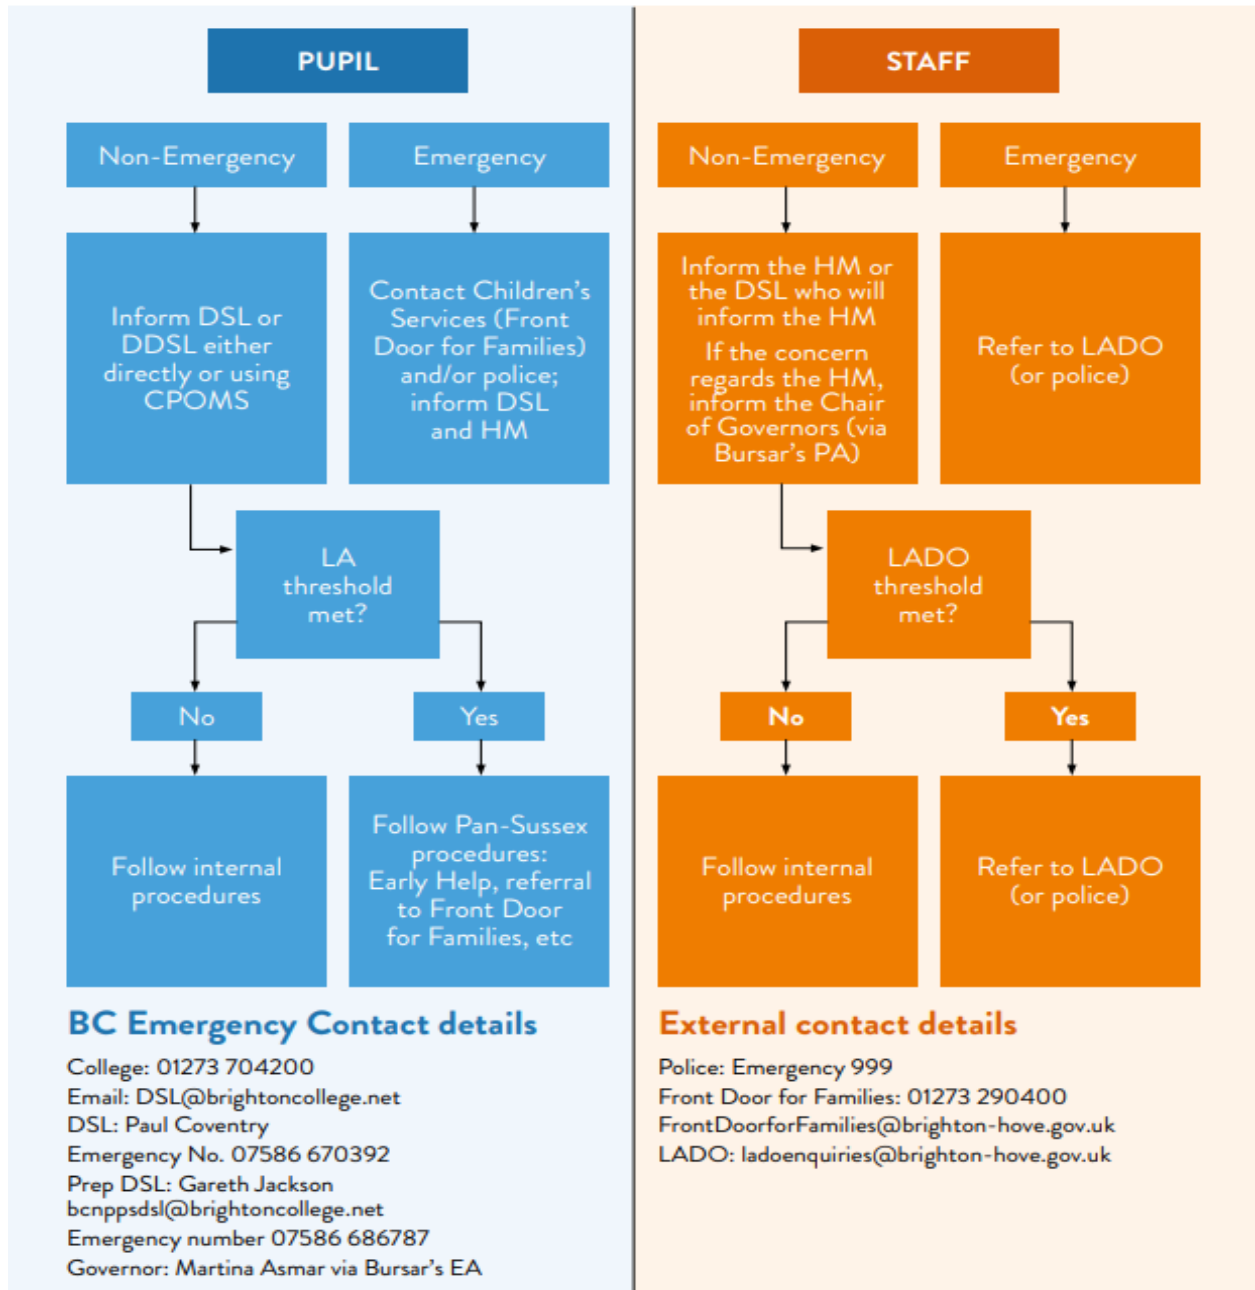 PUPIL
Non-Emergency
Emergency
Inform DSL or
DDSL either
directly or using
CPOMS
Contact Children's
Services (Front
Door for Families)
and/or police;
inform DSL
and HM
LA
threshold
met?
No
Yes
Follow internal
procedures
Follow Pan-Sussex
procedures:
Early Help, referral
to Front Door
for Families, etc
BC Emergency Contact details
College: 01273 704200
Email: DSL@brightoncollege.net
DSL: Paul Coventry
Emergency No. 07586 670392
Prep DSL: Gareth Jackson
bcnppsdsl@brightoncollege.net
Emergency number 07586 686787
Governor: Martina Asmar via Bursar's EA
STAFF
Non-Emergency
Emergency
Inform the HM or
the DSL who will
inform the HM
If the concern
regards the HM,
inform the Chair
of Governors (via
Bursar's PA)
Refer to LADO
(or police)
LADO
threshold
met?
No
Yes
Follow internal
procedures
Refer to LADO
(or police)
External contact details
Police: Emergency 999
Front Door for Families: 01273 290400
FrontDoorforFamilies@brighton-hove.gov.uk
LADO: ladoenquiries@brighton-hove.gov.uk